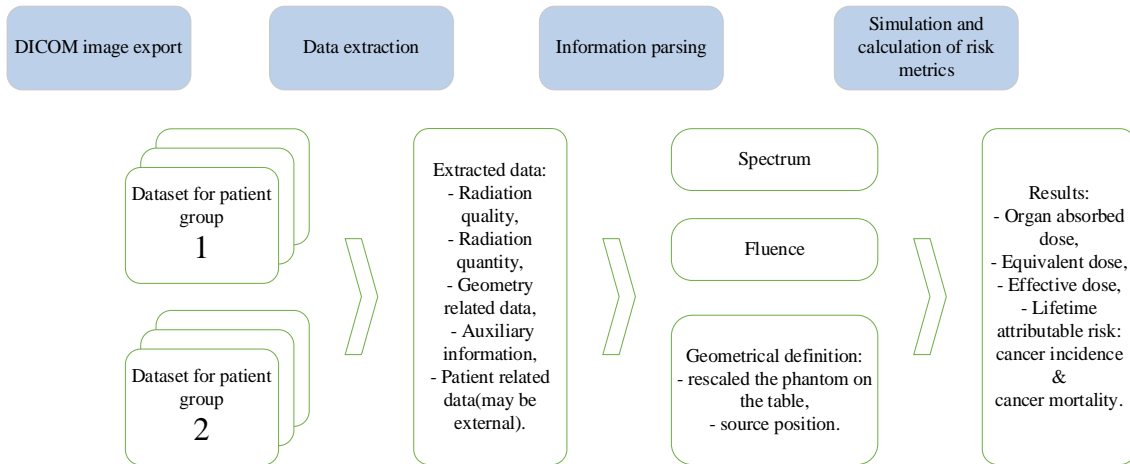 DICOM image export
Data extraction
Information parsing
Simulation and
calculation of risk
metrics
Dataset for patient
group
1
Dataset for patient
group
2
Extracted data:
- Radiation
quality,
- Radiation
quantity,
- Geometry
related data,
- Auxiliary
information,
- Patient related
data(may be
external).
Spectrum
Fluence
Geometrical definition:
- rescaled the phantom on
the table,
- source position.
Results:
- Organ absorbed
dose,
- Equivalent dose,
- Effective dose,
- Lifetime
attributable risk:
cancer incidence
&
cancer mortality.